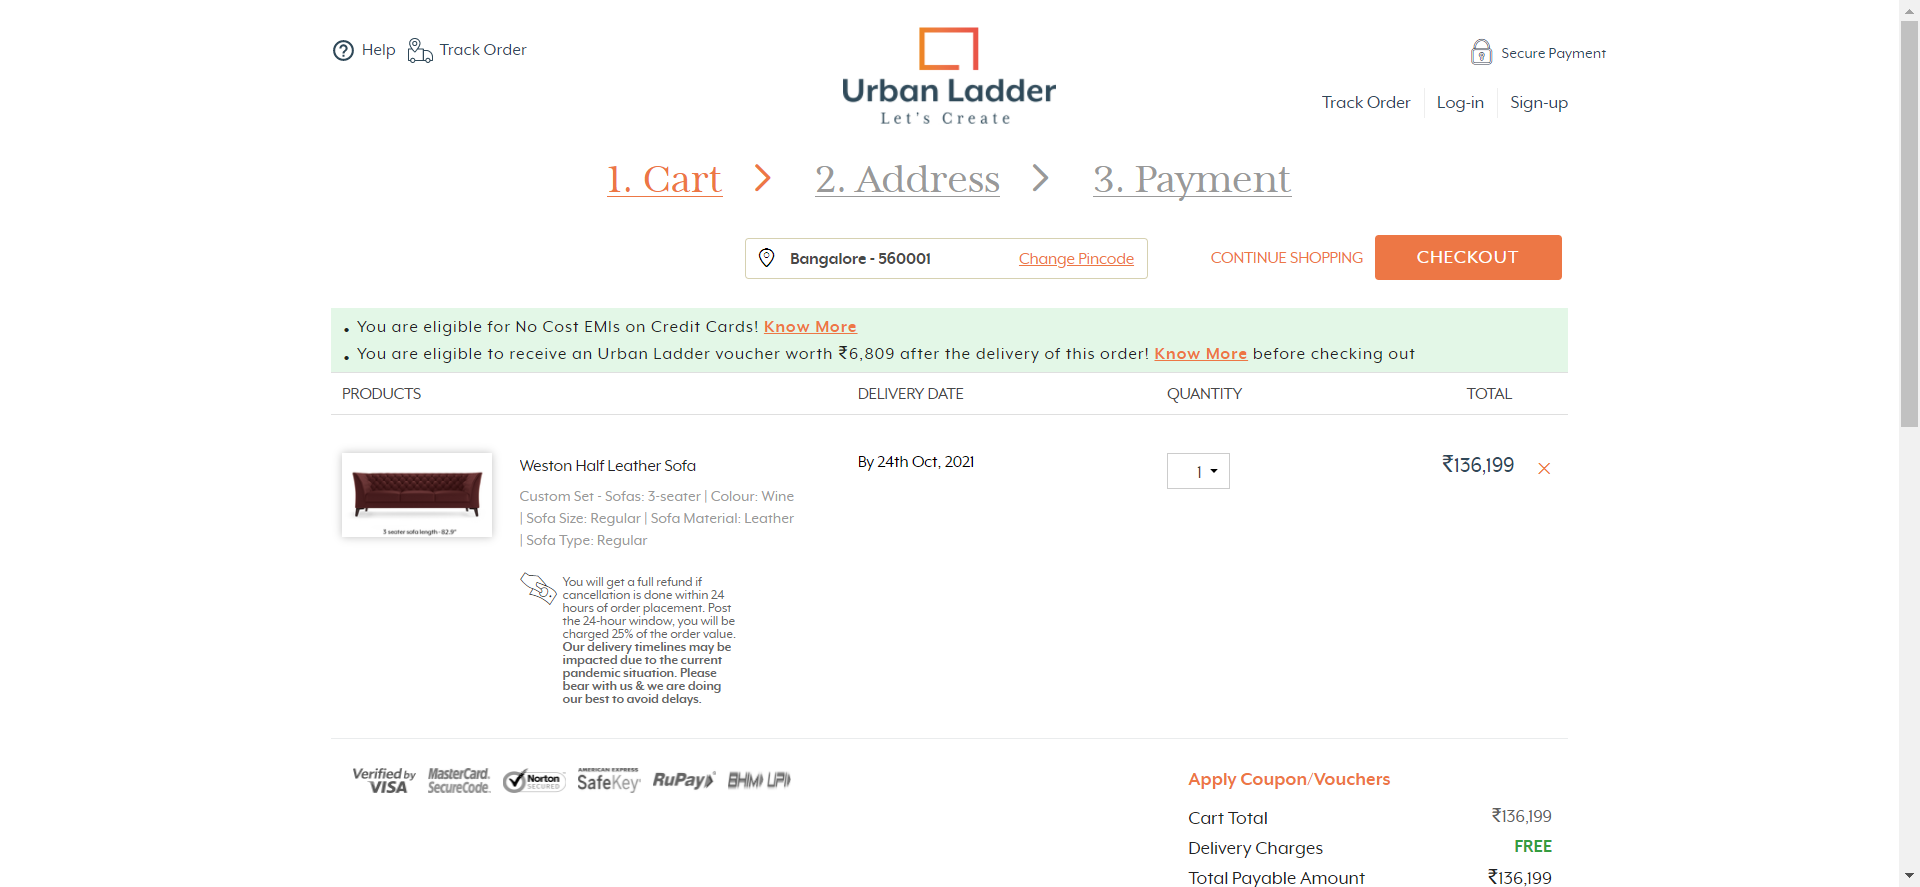 Help Track Order
Urban Ladder
Let's Create
Secure Payment
Track Order Log-in Sign-up
1. Cart 2. Address 3. Payment
Bangalore - 560001 Change Pincode CONTINUE SHOPPING CHECKOUT
• You are eligible for No Cost EMIs on Credit Cards! Know More
• You are eligible to receive an Urban Ladder voucher worth ₹6,809 after the delivery of this order! Know More before checking out
PRODUCTS DELIVERY DATE QUANTITY TOTAL
Weston Half Leather Sofa By 24th Oct, 2021 1 ₹136,199
Custom Set - Sofas: 3-seater | Colour: Wine
| Sofa Size: Regular | Sofa Material: Leather
| Sofa Type: Regular
3 seater sofa length - 82.9"
You will get a full refund if
cancellation is done within 24
hours of order placement. Post
the 24-hour window, you will be
charged 25% of the order value.
Our delivery timelines may be
impacted due to the current
pandemic situation. Please
bear with us & we are doing
our best to avoid delays.
Verified by
VISA
MasterCard.
SecureCode.
Norton
SECURED
AMERICAN EXPRESS
SafeKey
RuPay
BHIM UPI
Apply Coupon/Vouchers
Cart Total ₹136,199
Delivery Charges FREE
Total Payable Amount ₹136,199